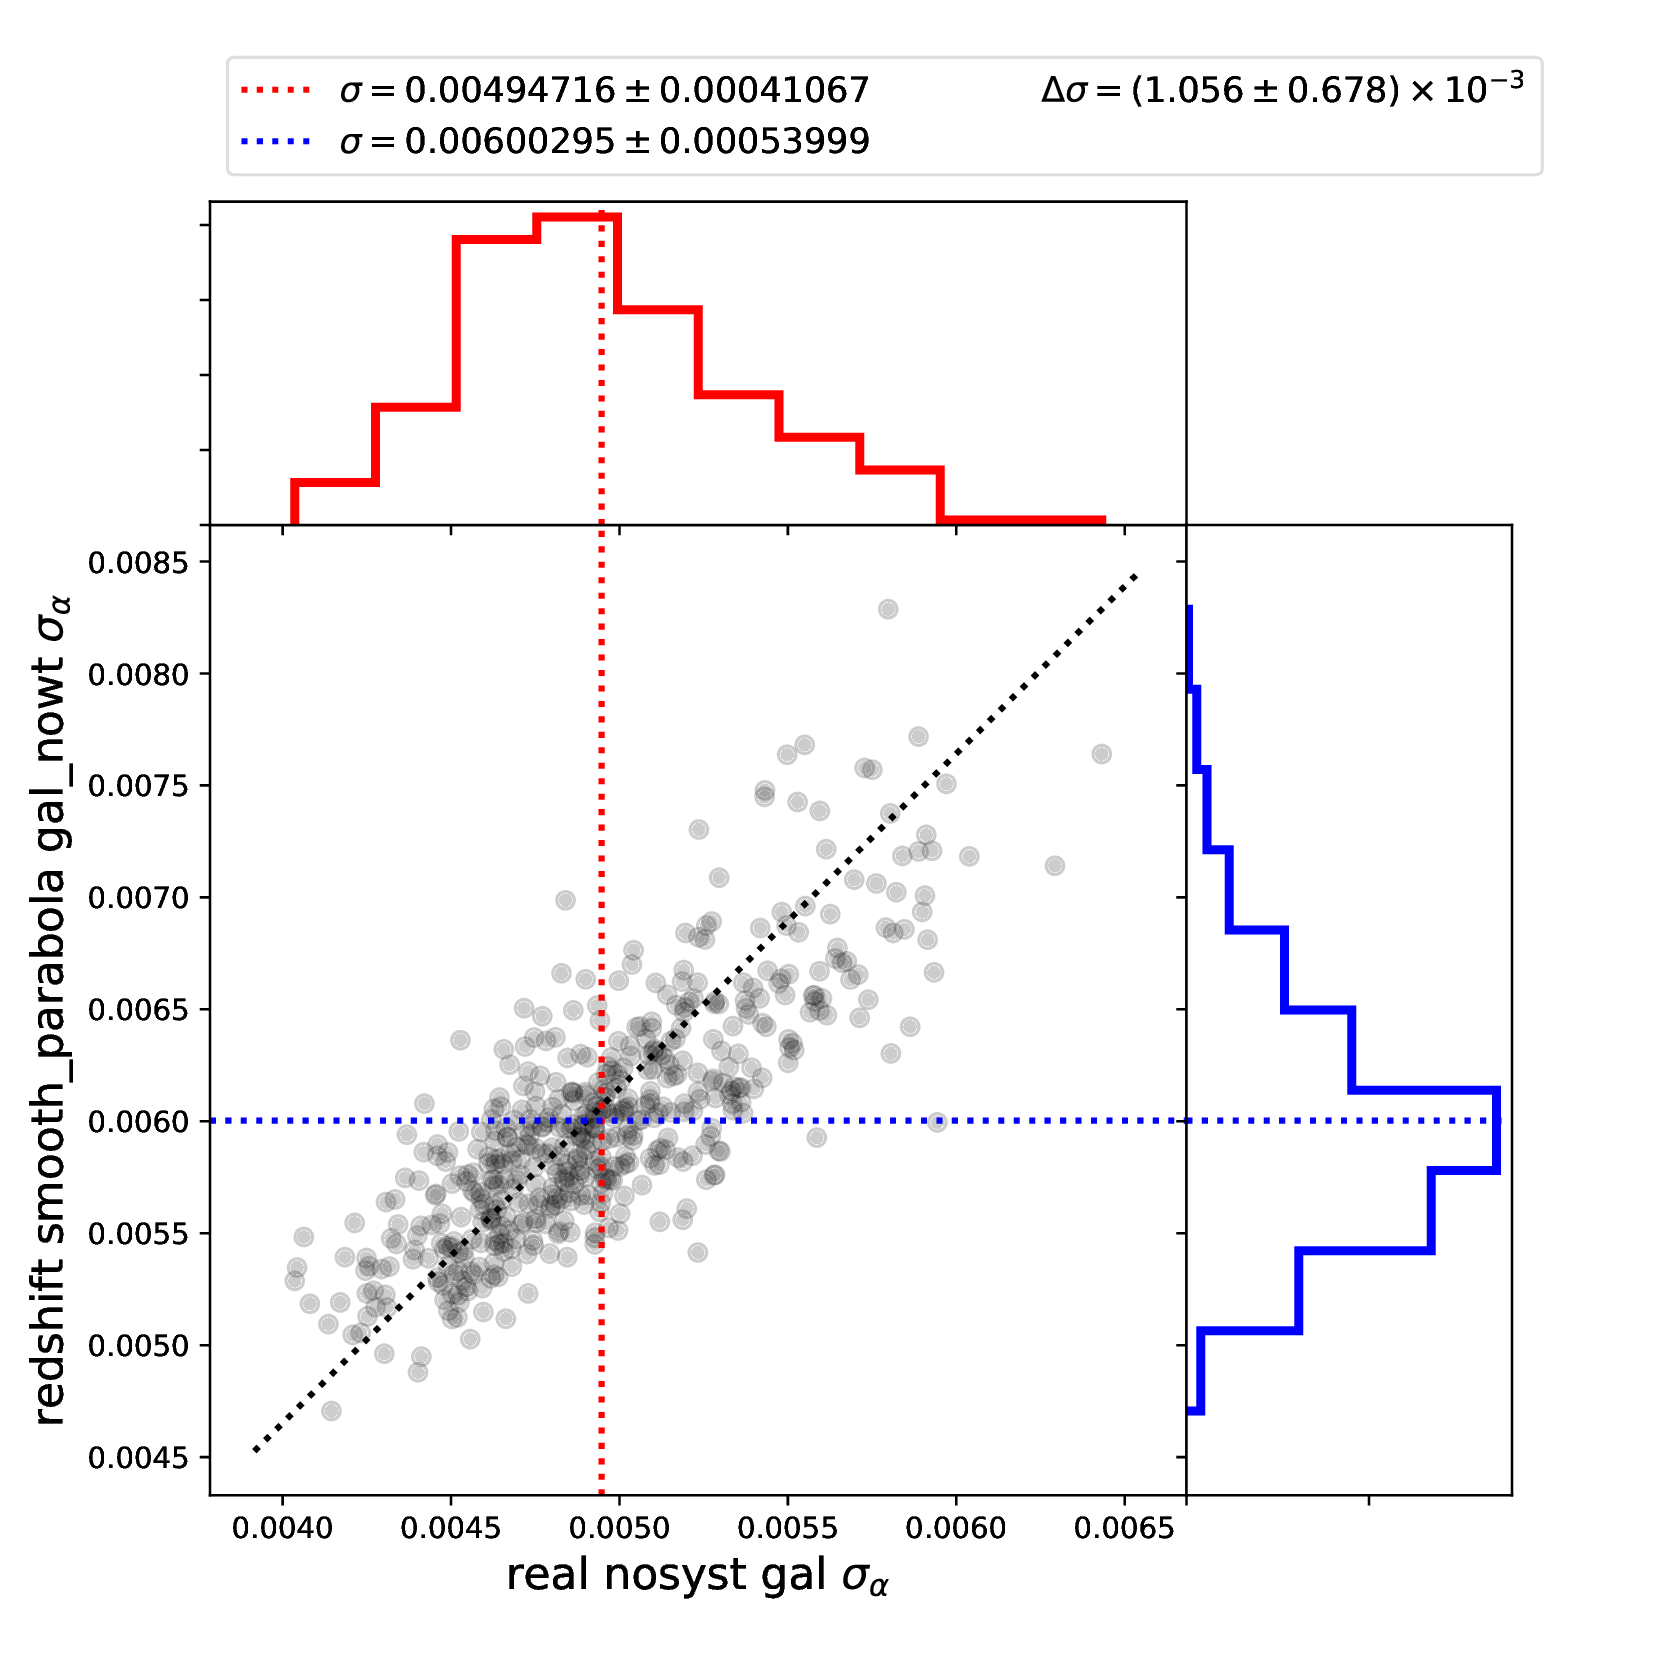 σ = 0.00494716 ± 0.00041067
Δσ = (1.056 ± 0.678) × 10⁻³
σ = 0.00600295 ± 0.00053999
0.0085
0.0080
0.0075
0.0070
0.0065
0.0060
0.0055
0.0050
0.0045
redshift smooth_parabola gal_nowt σα
0.0040 0.0045 0.0050 0.0055 0.0060 0.0065
real nosyst gal σα